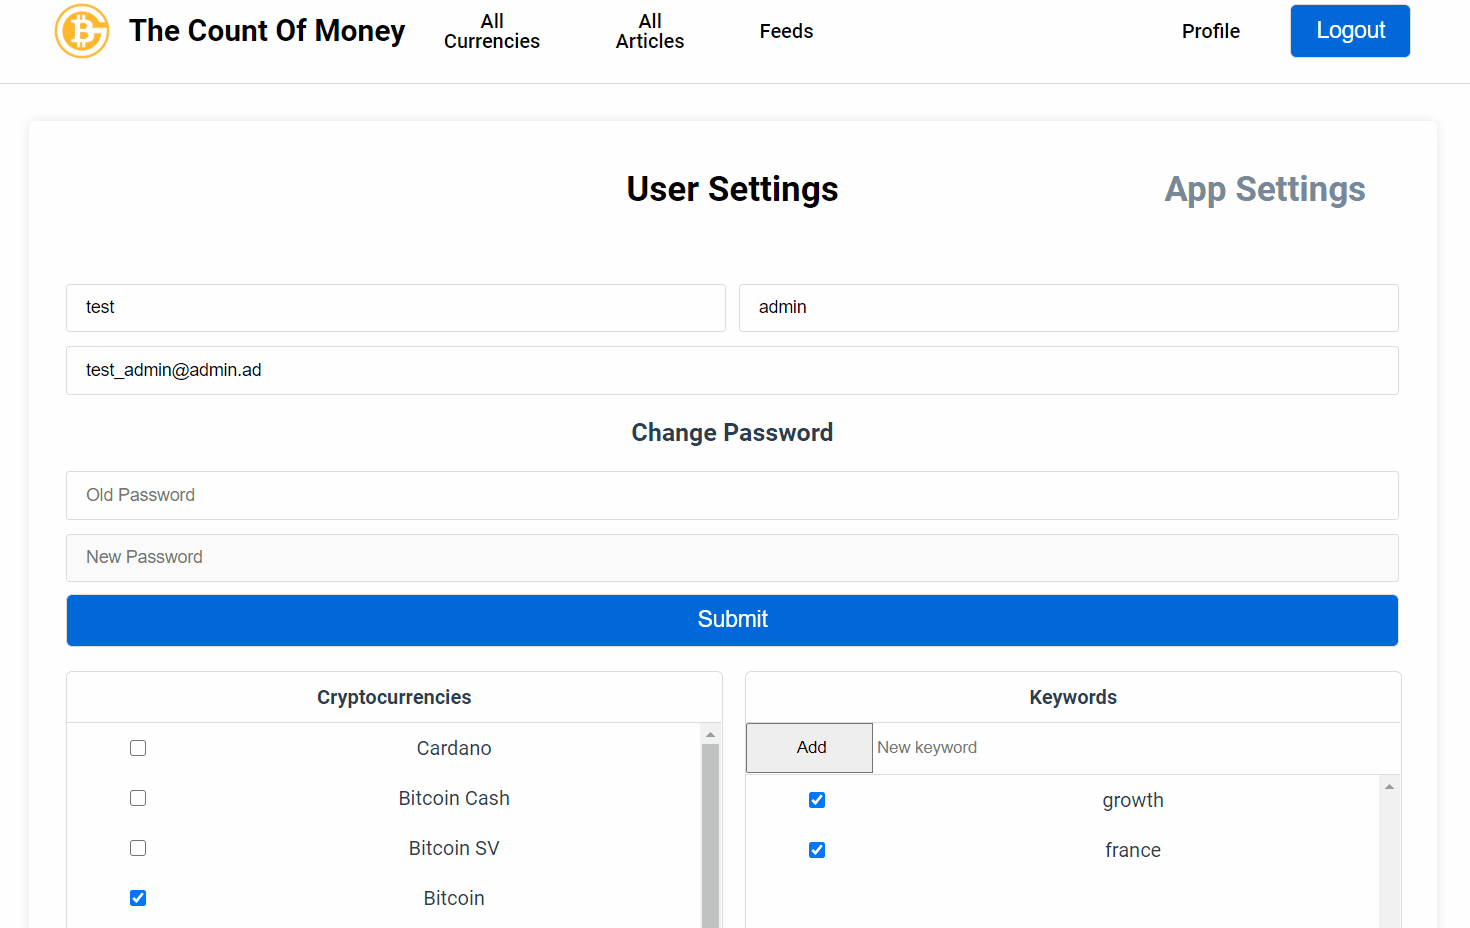 The Count Of Money
All
Currencies
All
Articles
Feeds
Profile
Logout
User Settings
App Settings
test
admin
test_admin@admin.ad
Change Password
Old Password
New Password
Submit
Cryptocurrencies
Cardano
Bitcoin Cash
Bitcoin SV
Bitcoin
Keywords
Add
New keyword
growth
france